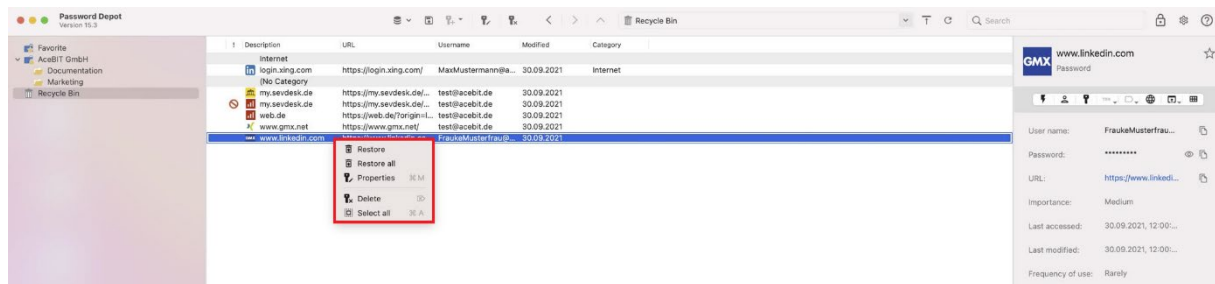 Password Depot
Version 15.3
Recycle Bin
Search
Favorite
AceBIT GmbH
Documentation
Marketing
Recycle Bin
! Description URL Username Modified Category
Internet
login.xing.com https://login.xing.com/ MaxMustermann@a... 30.09.2021 Internet
(No Category
my.sevdesk.de https://my.sevdesk.de/... test@acebit.de 30.09.2021
my.sevdesk.de https://my.sevdesk.de/... test@acebit.de 30.09.2021
web.de https://web.de/?origin=l... test@acebit.de 30.09.2021
www.gmx.net https://www.gmx.net/ test@acebit.de 30.09.2021
www.linkedin.com FraukeMusterfrau@... 30.09.2021
Restore
Restore all
Properties ⌘M
Delete
Select all ⌘A
GMX www.linkedin.com
Password
User name: FraukeMusterfrau...
Password: *********
URL: https://www.linkedi...
Importance: Medium
Last accessed: 30.09.2021, 12:00:...
Last modified: 30.09.2021, 12:00:...
Frequency of use: Rarely